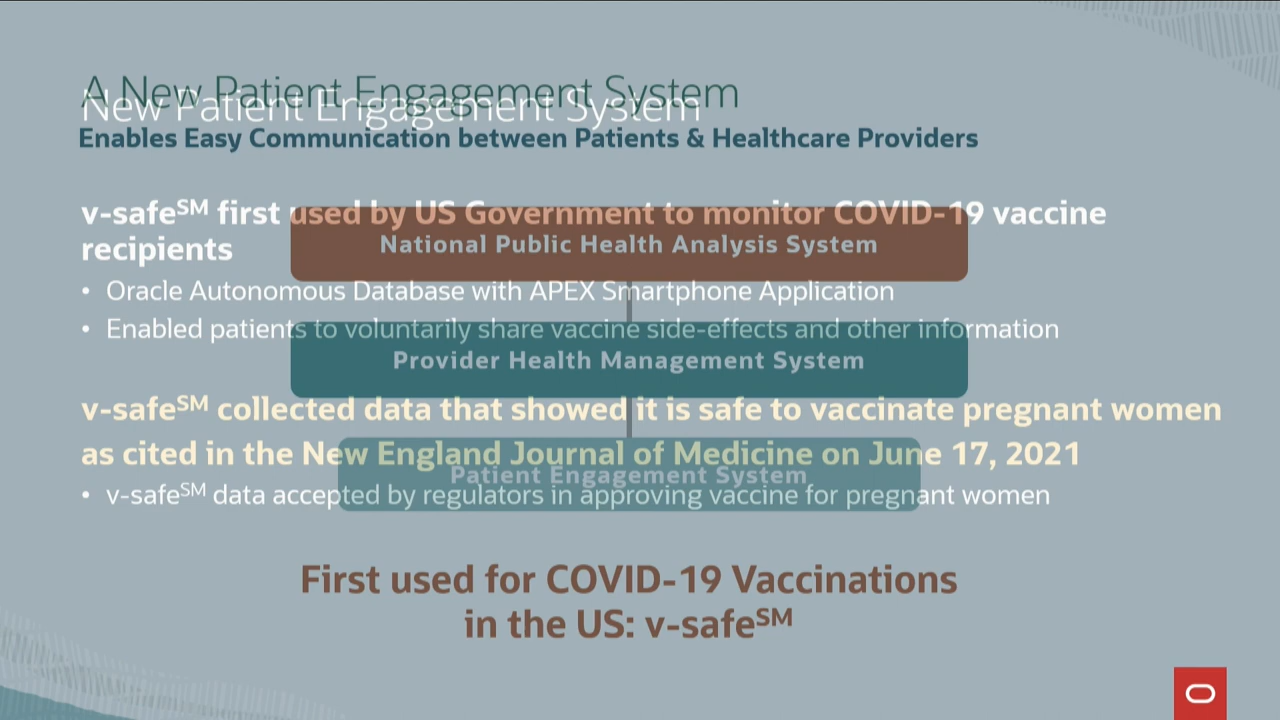 A New Patient Engagement System
New Patient Engagement System
Enables Easy Communication between Patients & Healthcare Providers
v-safeSM first used by US Government to monitor COVID-19 vaccine
recipients
National Public Health Analysis System
• Oracle Autonomous Database with APEX Smartphone Application
• Enabled patients to voluntarily share vaccine side-effects and other information
Provider Health Management System
v-safeSM collected data that showed it is safe to vaccinate pregnant women
as cited in the New England Journal of Medicine on June 17, 2021
Patient Engagement System
• v-safeSM data accepted by regulators in approving vaccine for pregnant women
First used for COVID-19 Vaccinations
in the US: v-safeSM